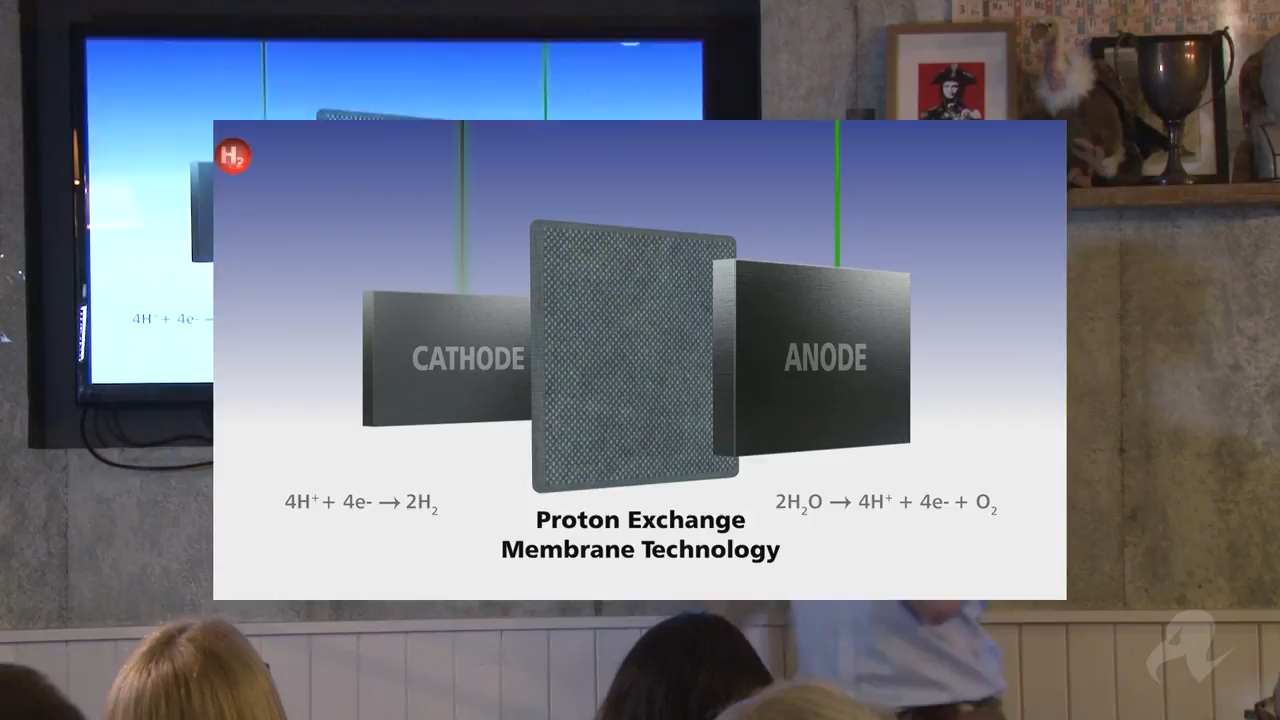 4H⁺ + 4e-
H₂
CATHODE
ANODE
4H⁺ + 4e- → 2H₂
2H₂O → 4H⁺ + 4e- + O₂
Proton Exchange
Membrane Technology